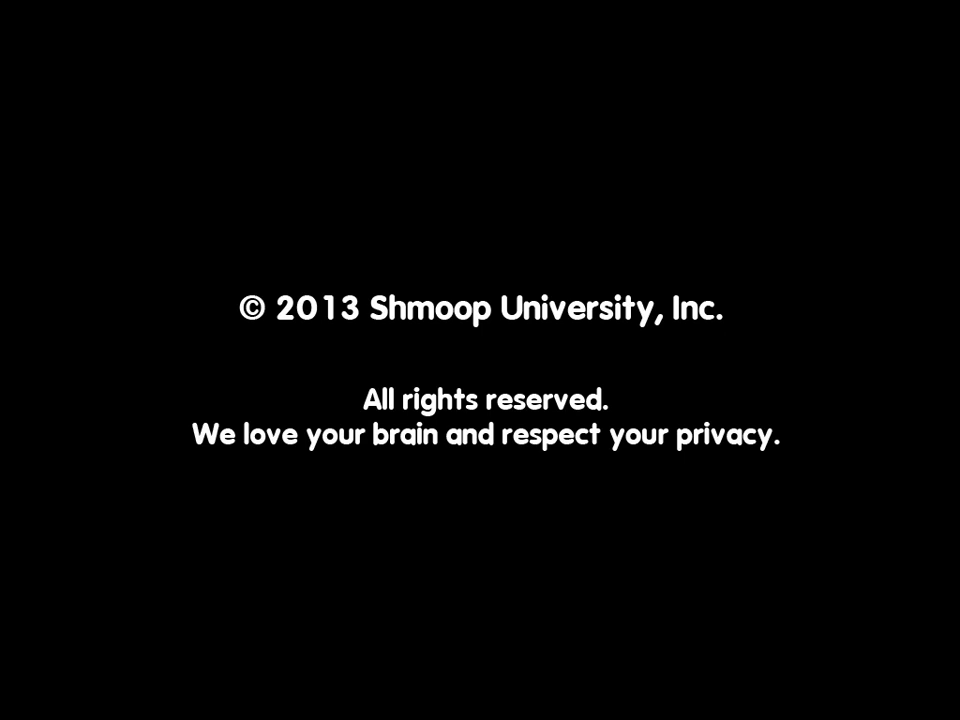 © 2013 Shmoop University, Inc.
All rights reserved.
We love your brain and respect your privacy.